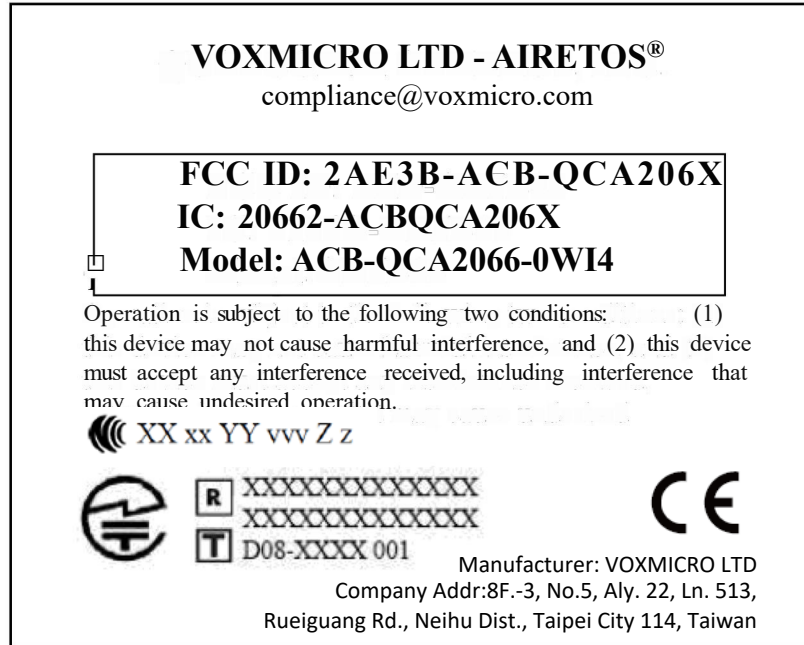 VOXMICRO LTD - AIRETOS®
compliance@voxmicro.com
FCC ID: 2AE3B-ACB-QCA206X
IC: 20662-ACBQCA206X
Model: ACB-QCA2066-0WI4
Operation is subject to the following two conditions: (1)
this device may not cause harmful interference, and (2) this device
must accept any interference received, including interference that
may cause undesired operation.
XX xx YY yyy Z z
R XXXXXXXXXXXXXX
XXXXXXXXXXXXXX
T D08-XXXX 001
CE
Manufacturer: VOXMICRO LTD
Company Addr:8F.-3, No.5, Aly. 22, Ln. 513,
Rueiguang Rd., Neihu Dist., Taipei City 114, Taiwan